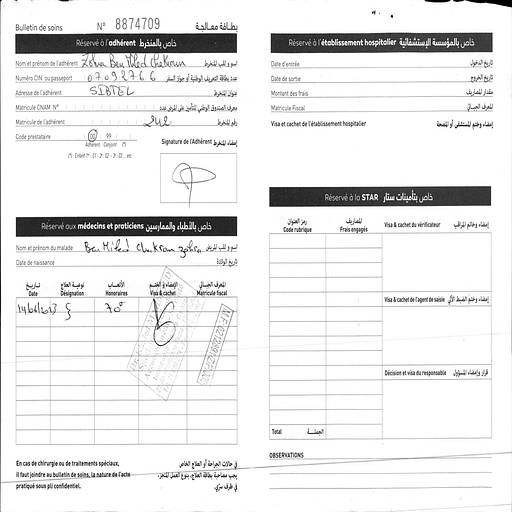 Bulletin de soins N° 8874709 بطاقة معالجة
Réservé à l'adhérent خاص بالمنخرط
Nom et prénom de l'adhérent Zohra Ben Miled Chekroun اسم و لقب المنخرط
Numéro CIN ou passeport 07092766 عدد بطاقة التعريف الوطنية أو جواز السفر
Adresse de l'adhérent SIBTEL عنوان المنخرط
Matricule CNAM N° معرف الصندوق الوطني للتأمين على المرض عدد
Matricule de l'adhérent 242 رقم المنخرط
Code prestataire 00 99 Signature de l'Adhérent إمضاء المنخرط
Adhérent Conjoint (*)
(*) : Enfant 1er : 01 - 2 : 02 - 3 : 03 ... etc
Réservé aux médecins et praticiens خاص بالأطباء والممارسين
Nom et prénom du malade Ben Miled Chekroun Zohra اسم و لقب المريض
Date de naissance تاريخ الولادة
تاريخ نوعية العلاج الأتعاب الإمضاء و الختم المعرف الجبائي
Date Désignation Honoraires Visa & cachet Matricule fiscal
70
En cas de chirurgie ou de traitements spéciaux,
il faut joindre au bulletin de soins, la nature de l'acte
pratiqué sous pli confidentiel.
في حالات الجراحة أو العلاج الخاص
يجب مصاحبة بطاقة العلاج، بنوع العمل المنجز،
في ظرف سري.
Réservé à l'établissement hospitalier خاص بالمؤسسة الإستشفائية
Date d'entrée تاريخ الدخول
Date de sortie تاريخ الخروج
Montant des frais مقدار المصاريف
Matricule Fiscal المعرف الجبائي
Visa et cachet de l'établissement hospitalier إمضاء وختم المستشفى أو المصحة
Réservé à la STAR خاص بتأمينات ستار
رمز العنوان المصاريف
Code rubrique Frais engagés Visa & cachet du vérificateur إمضاء وخاتم المراقب
Visa & cachet de l'agent de saisie إمضاء وختم الضبط الآلي
Décision et visa du responsable قرار وإمضاء المسؤول
Total الجملة
OBSERVATIONS